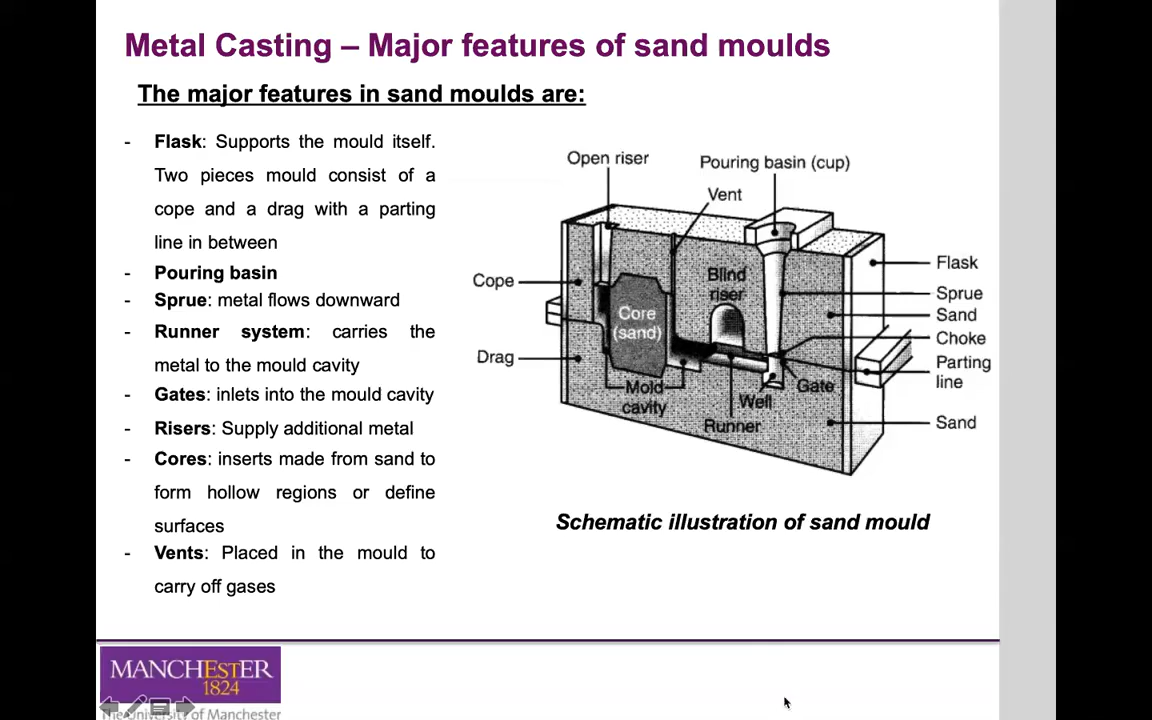 Metal Casting – Major features of sand moulds
The major features in sand moulds are:
- Flask: Supports the mould itself.
Two pieces mould consist of a
cope and a drag with a parting
line in between
- Pouring basin
- Sprue: metal flows downward
- Runner system: carries the
metal to the mould cavity
- Gates: inlets into the mould cavity
- Risers: Supply additional metal
- Cores: inserts made from sand to
form hollow regions or define
surfaces
- Vents: Placed in the mould to
carry off gases
Open riser
Pouring basin (cup)
Vent
Cope
Blind
riser
Core
(sand)
Drag
Mold
cavity
Well
Runner
Gate
Flask
Sprue
Sand
Choke
Parting
line
Sand
Schematic illustration of sand mould
MANCHESTER
1824
The University of Manchester